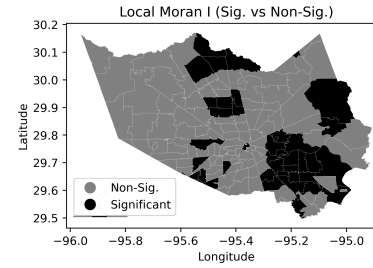 Local Moran I (Sig. vs Non-Sig.)
30.2
30.1
30.0
29.9
29.8
29.7
29.6
29.5
Latitude
Non-Sig.
Significant
−96.0 −95.8 −95.6 −95.4 −95.2 −95.0
Longitude